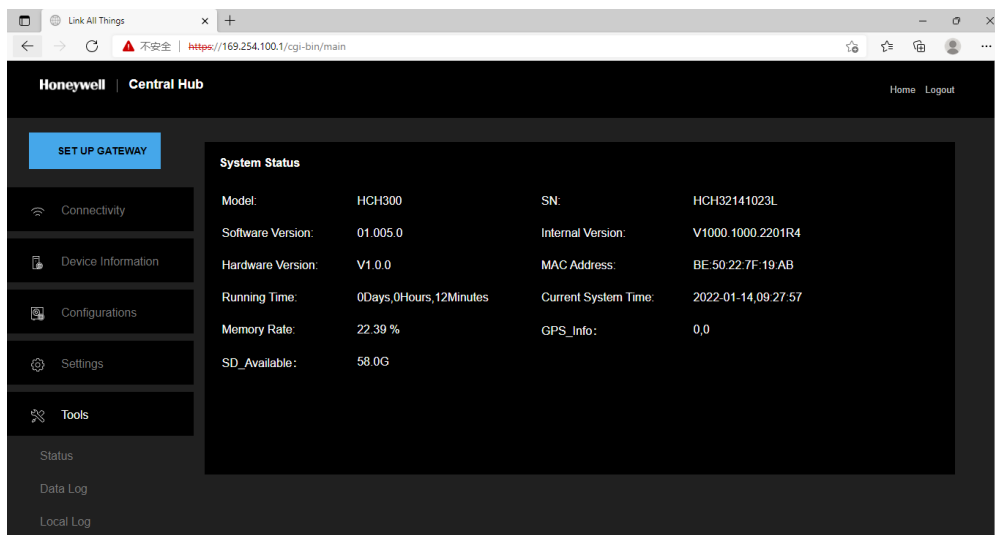 Link All Things
不安全 | https://169.254.100.1/cgi-bin/main
Honeywell | Central Hub
Home Logout
SET UP GATEWAY
Connectivity
Device Information
Configurations
Settings
Tools
Status
Data Log
Local Log
System Status
Model: HCH300 SN: HCH32141023L
Software Version: 01.005.0 Internal Version: V1000.1000.2201R4
Hardware Version: V1.0.0 MAC Address: BE:50:22:7F:19:AB
Running Time: 0Days,0Hours,12Minutes Current System Time: 2022-01-14,09:27:57
Memory Rate: 22.39 % GPS_Info: 0,0
SD_Available: 58.0G